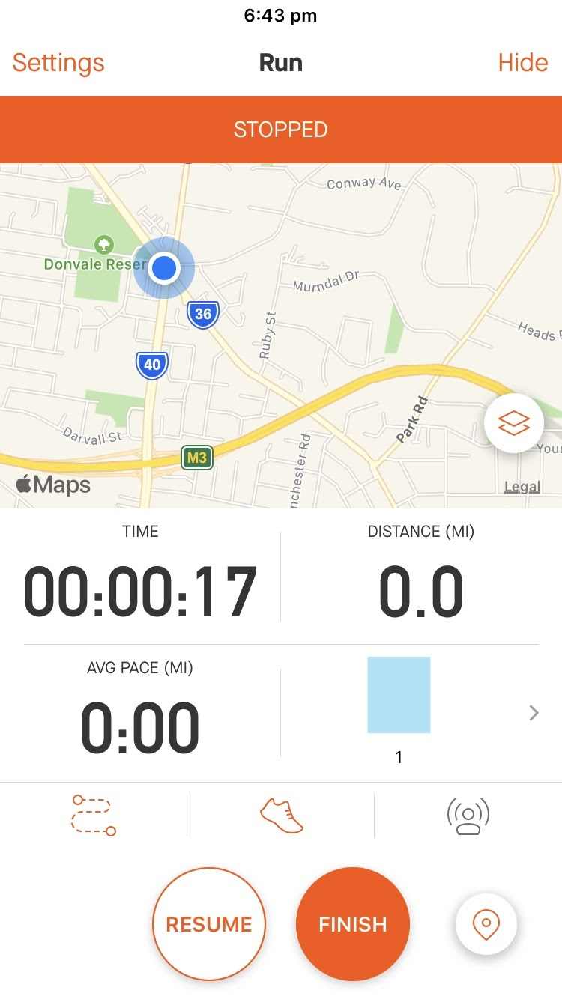 6:43 pm
Settings Run Hide
STOPPED
Conway Ave
Donvale Reser
Murndal Dr
36
Ruby St
Heads R
40
Park Rd
Darvall St
M3
nchester Rd
Your
Maps
Legal
TIME
DISTANCE (MI)
00:00:17
0.0
AVG PACE (MI)
0:00
1
RESUME
FINISH